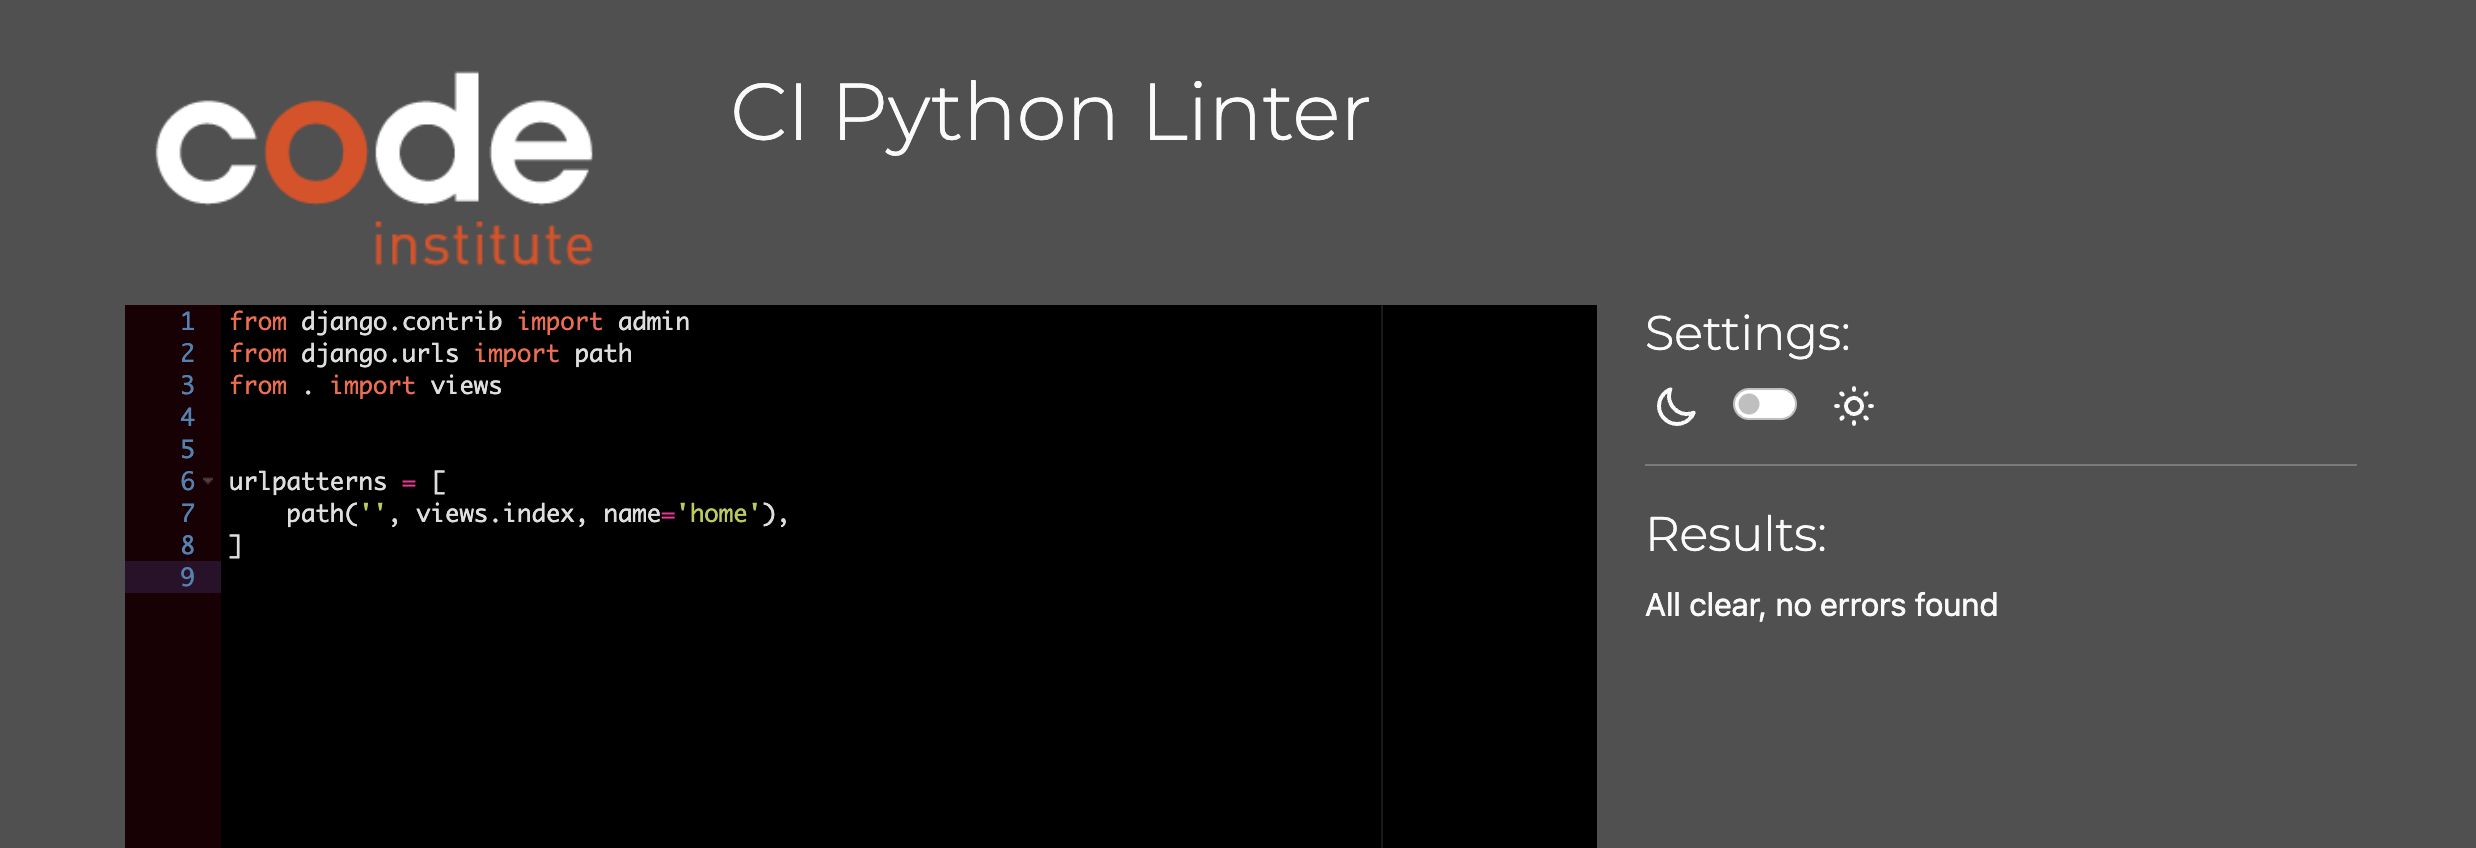 code
institute
CI Python Linter
1 from django.contrib import admin
2 from django.urls import path
3 from . import views
4
5
6 urlpatterns = [
7     path('', views.index, name='home'),
8 ]
9
Settings:
Results:
All clear, no errors found